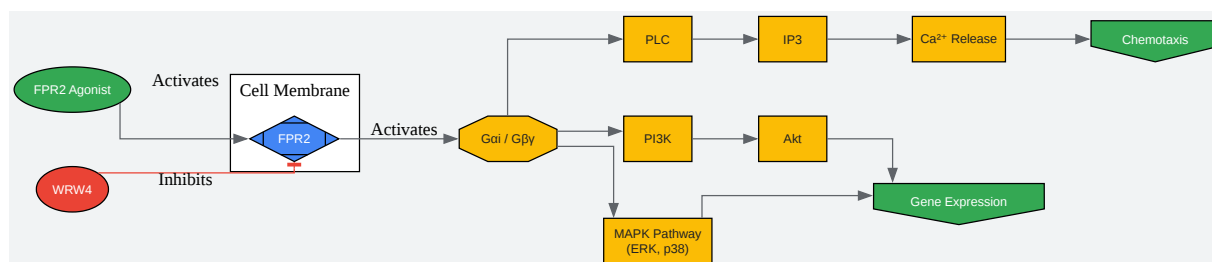 PLC
IP3
Ca²⁺ Release
Chemotaxis
Activates
FPR2 Agonist
Cell Membrane
Activates
FPR2
Gαi / Gβγ
PI3K
Akt
Inhibits
WRW4
Gene Expression
MAPK Pathway
(ERK, p38)